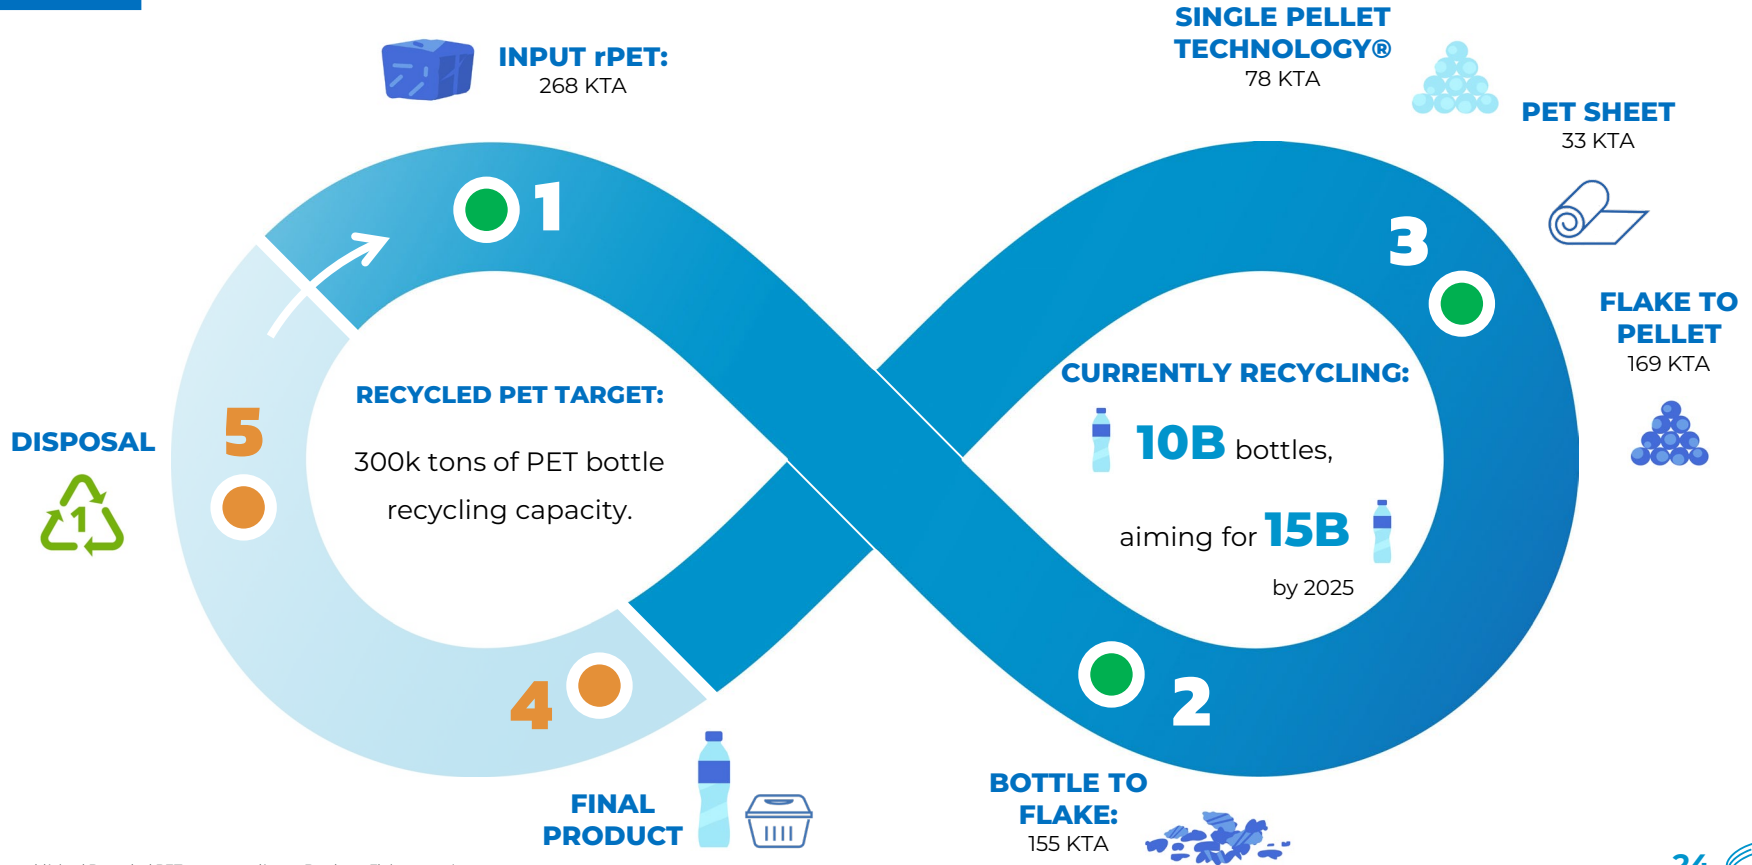 INPUT rPET:
268 KTA
SINGLE PELLET
TECHNOLOGY®
78 KTA
PET SHEET
33 KTA
1
3
FLAKE TO
PELLET
169 KTA
RECYCLED PET TARGET:
300k tons of PET bottle
recycling capacity.
CURRENTLY RECYCLING:
10B bottles,
aiming for 15B
by 2025
5
DISPOSAL
1
4
2
FINAL
PRODUCT
BOTTLE TO
FLAKE:
155 KTA
24